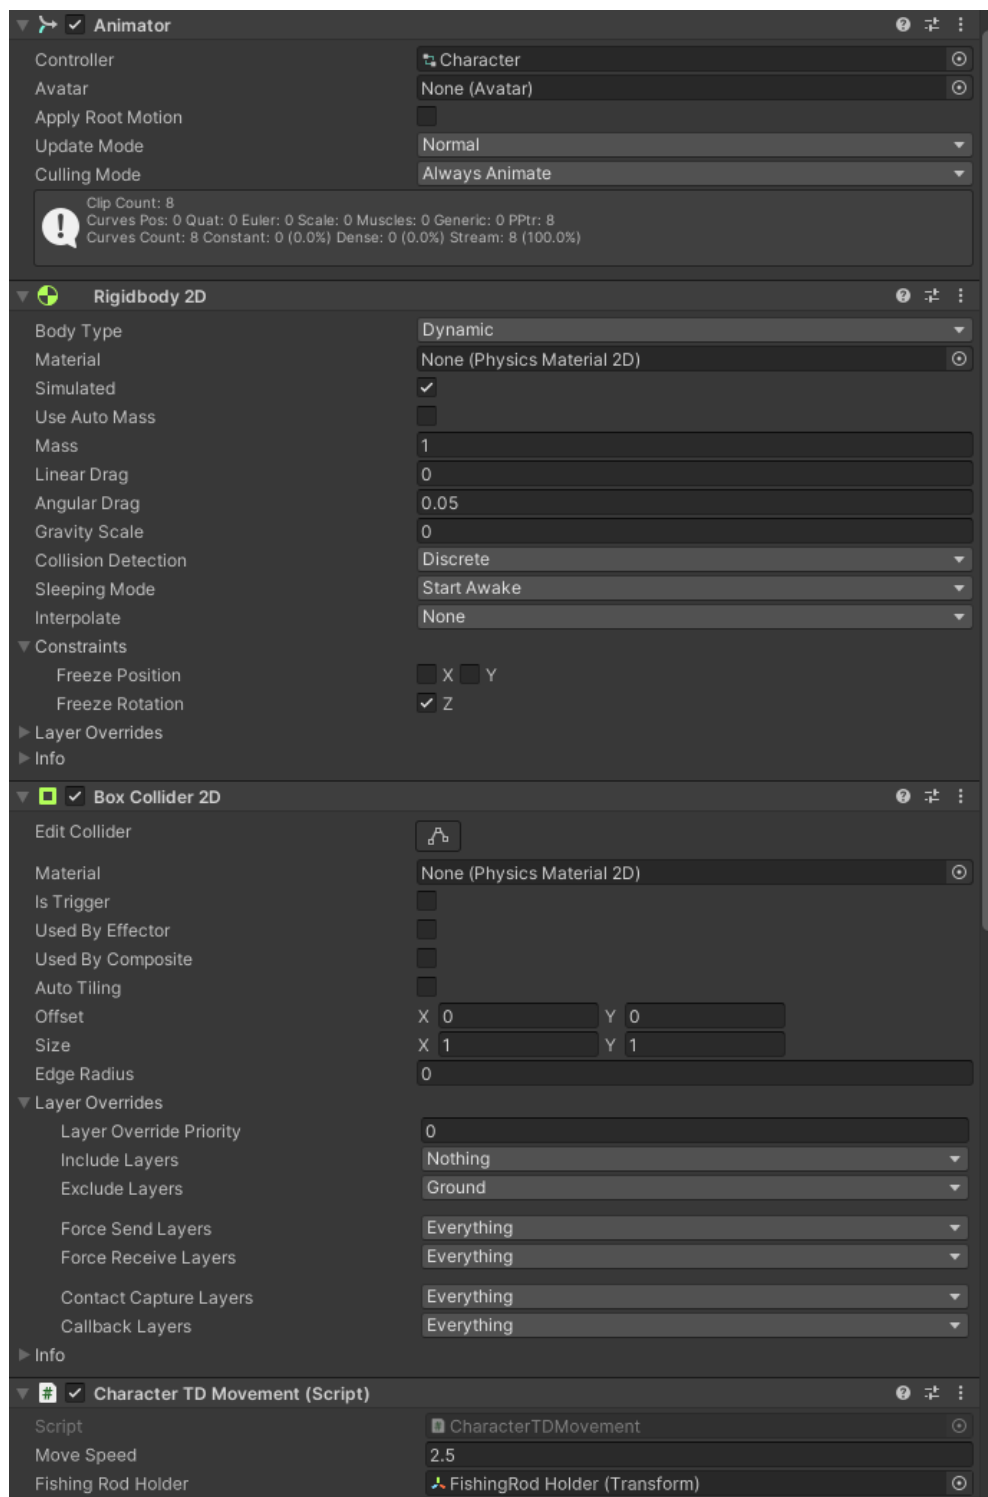 Animator
Controller Character
Avatar None (Avatar)
Apply Root Motion
Update Mode Normal
Culling Mode Always Animate
Clip Count: 8
Curves Pos: 0 Quat: 0 Euler: 0 Scale: 0 Muscles: 0 Generic: 0 PPtr: 8
Curves Count: 8 Constant: 0 (0.0%) Dense: 0 (0.0%) Stream: 8 (100.0%)
Rigidbody 2D
Body Type Dynamic
Material None (Physics Material 2D)
Simulated
Use Auto Mass
Mass 1
Linear Drag 0
Angular Drag 0.05
Gravity Scale 0
Collision Detection Discrete
Sleeping Mode Start Awake
Interpolate None
Constraints
Freeze Position X Y
Freeze Rotation Z
Layer Overrides
Info
Box Collider 2D
Edit Collider
Material None (Physics Material 2D)
Is Trigger
Used By Effector
Used By Composite
Auto Tiling
Offset X 0 Y 0
Size X 1 Y 1
Edge Radius 0
Layer Overrides
Layer Override Priority 0
Include Layers Nothing
Exclude Layers Ground
Force Send Layers Everything
Force Receive Layers Everything
Contact Capture Layers Everything
Callback Layers Everything
Info
# Character TD Movement (Script)
Script CharacterTDMovement
Move Speed 2.5
Fishing Rod Holder FishingRod Holder (Transform)